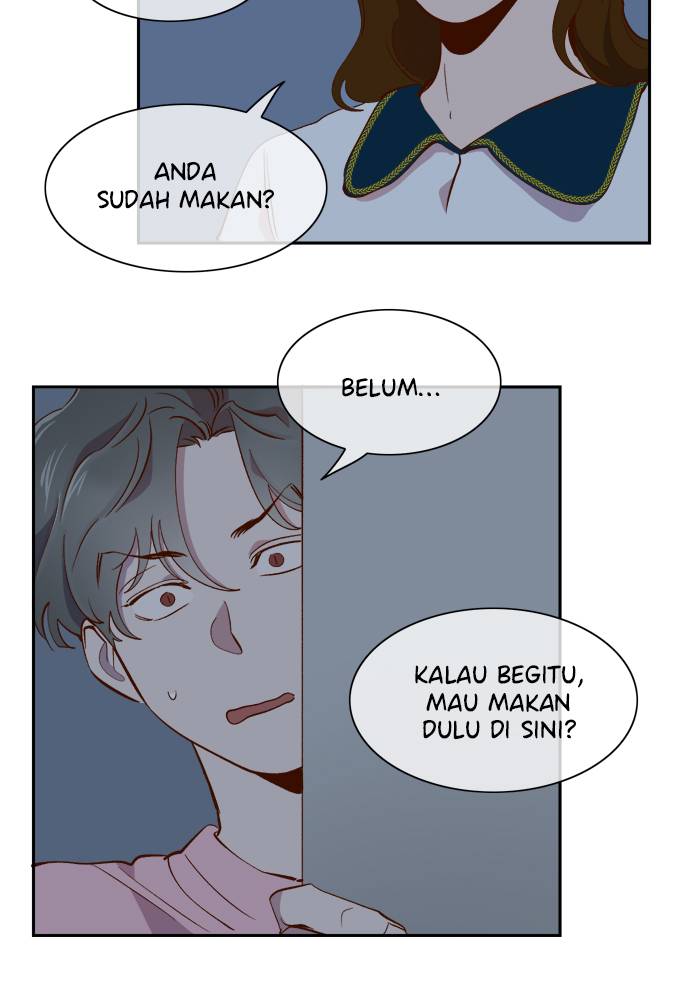 ANDA
SUDAH MAKAN?
BELUM...
KALAU BEGITU,
MAU MAKAN
DULU DI SINI?